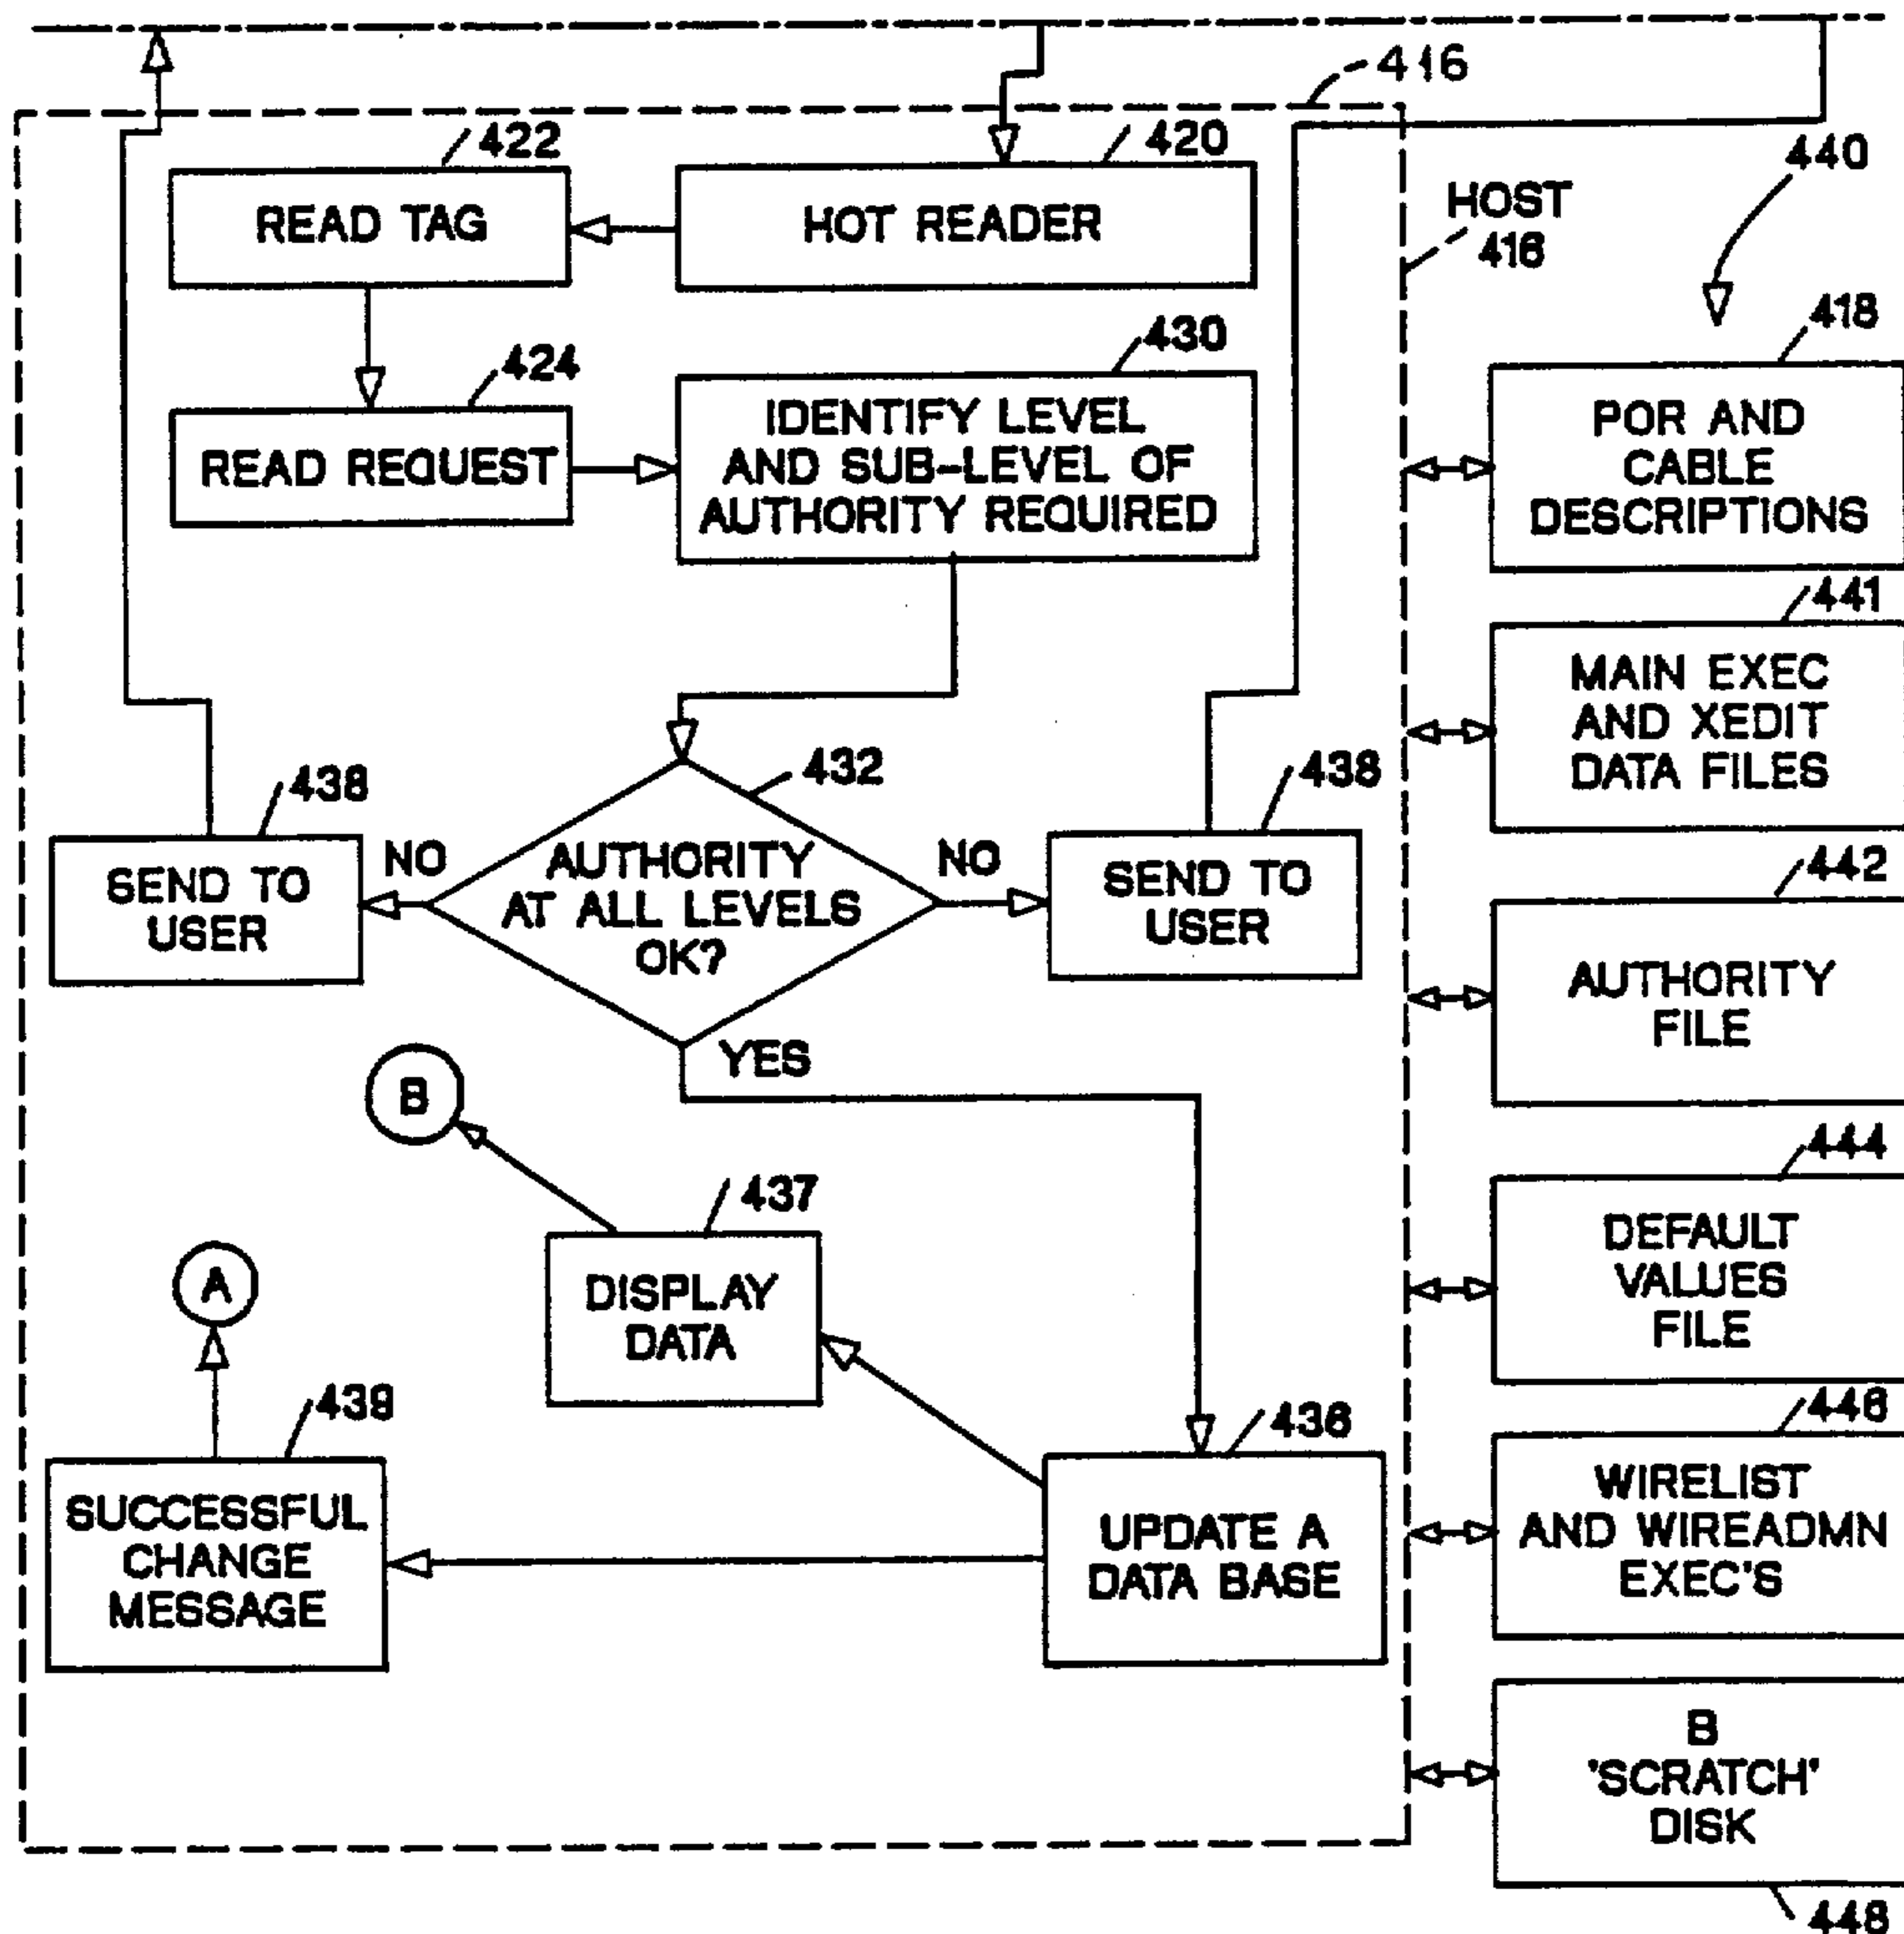 416
422
420
440
READ TAG
HOT READER
HOST
416
418
424
430
READ REQUEST
IDENTIFY LEVEL
AND SUB-LEVEL OF
AUTHORITY REQUIRED
POR AND
CABLE
DESCRIPTIONS
441
MAIN EXEC
AND XEDIT
DATA FILES
432
438
438
NO
AUTHORITY
AT ALL LEVELS
OK?
NO
SEND TO
USER
SEND TO
USER
442
AUTHORITY
FILE
YES
B
444
437
DEFAULT
VALUES
FILE
A
DISPLAY
DATA
439
436
446
SUCCESSFUL
CHANGE
MESSAGE
UPDATE A
DATA BASE
WIRELIST
AND WIREADMN
EXEC'S
B
'SCRATCH'
DISK
448